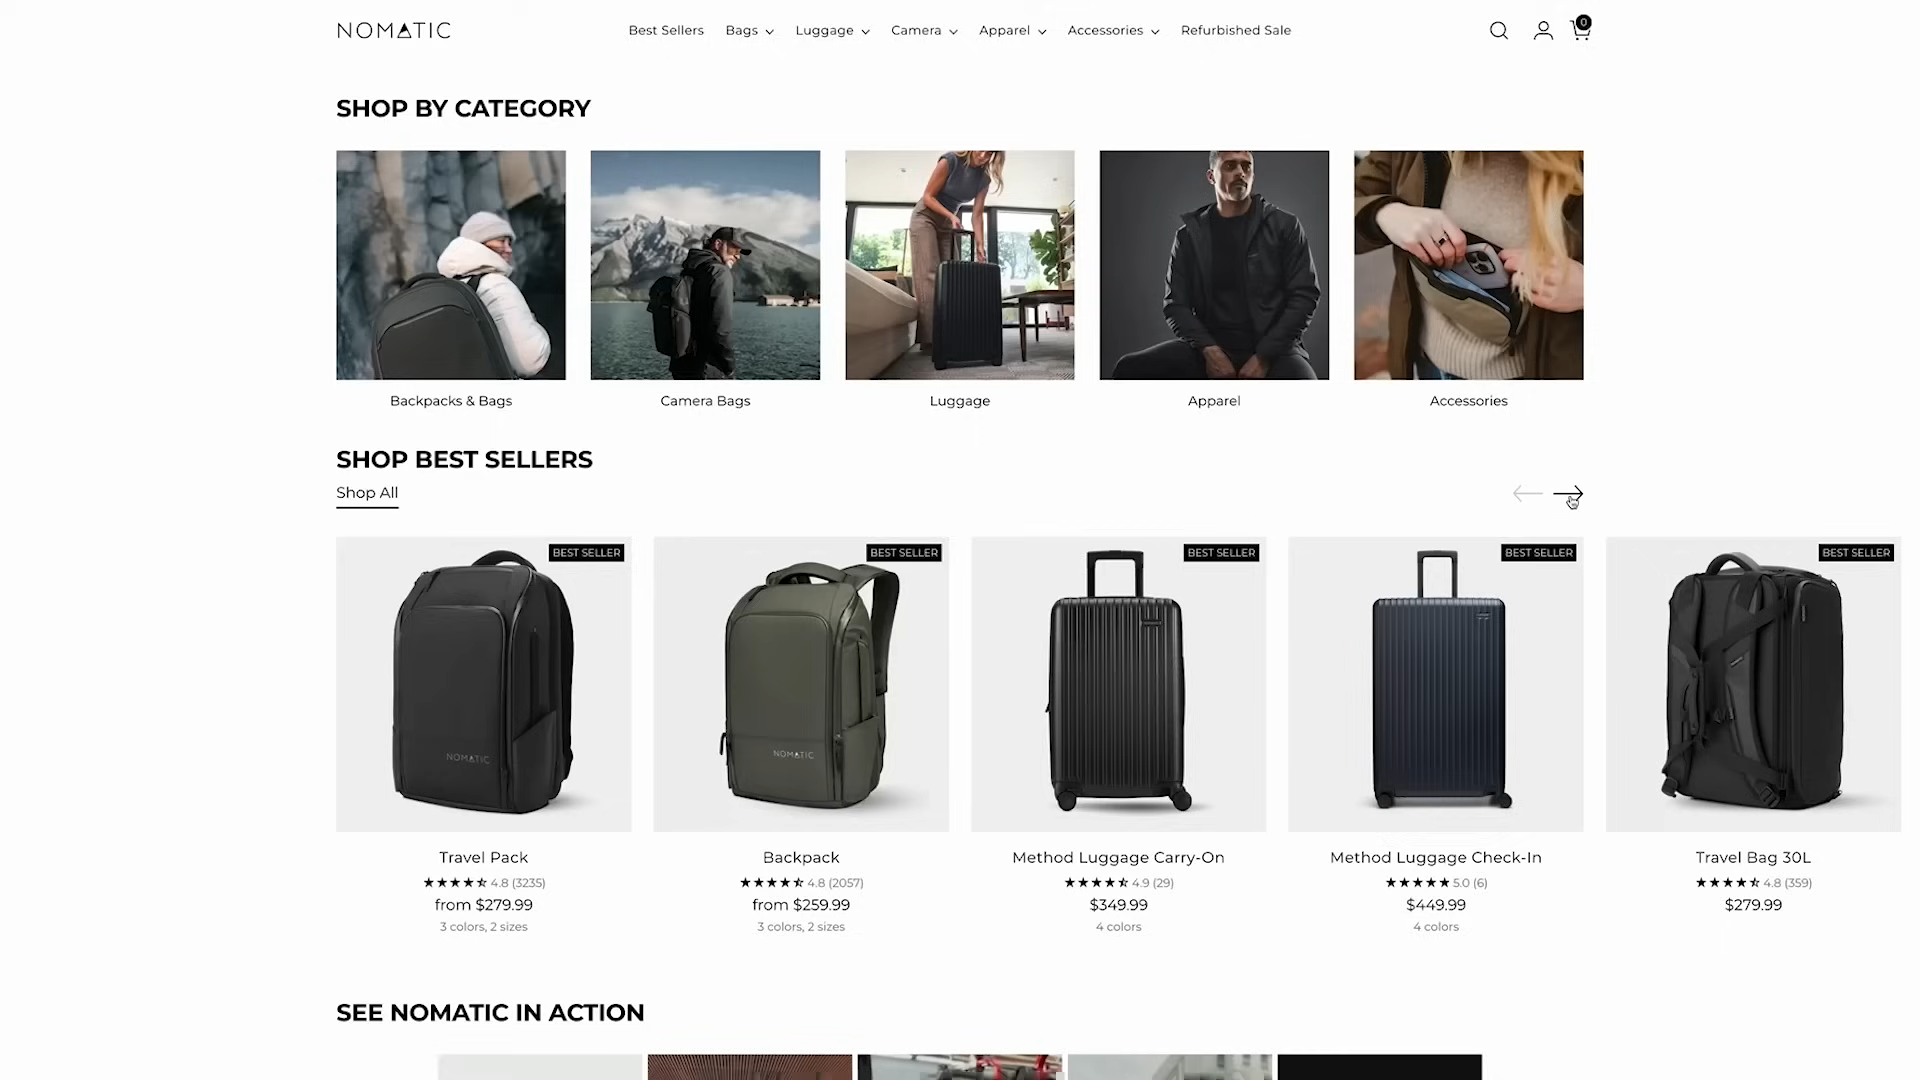 NOMATIC
Best Sellers Bags Luggage Camera Apparel Accessories Refurbished Sale
0
SHOP BY CATEGORY
Backpacks & Bags
Camera Bags
Luggage
Apparel
Accessories
SHOP BEST SELLERS
Shop All
BEST SELLER
NOMATIC
Travel Pack
4.8 (3235)
from $279.99
3 colors, 2 sizes
BEST SELLER
NOMATIC
Backpack
4.8 (2057)
from $259.99
3 colors, 2 sizes
BEST SELLER
Method Luggage Carry-On
4.9 (29)
$349.99
4 colors
BEST SELLER
Method Luggage Check-In
5.0 (6)
$449.99
4 colors
BEST SELLER
Travel Bag 30L
4.8 (359)
$279.99
SEE NOMATIC IN ACTION